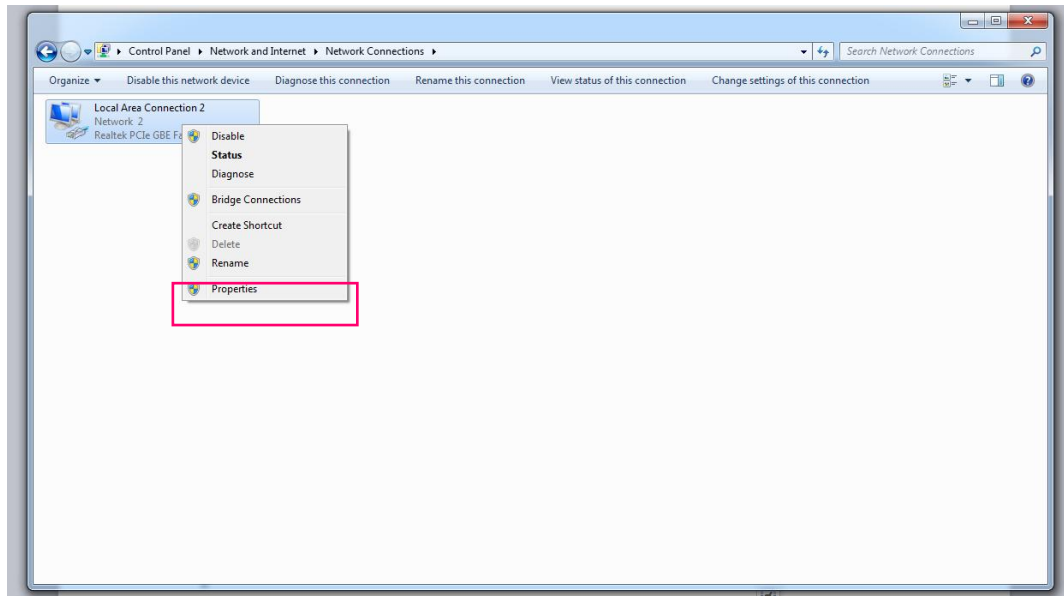 Control Panel Network and Internet Network Connections
Search Network Connections
Organize Disable this network device Diagnose this connection Rename this connection View status of this connection Change settings of this connection
Local Area Connection 2
Network 2
Realtek PCIe GBE
Disable
Status
Diagnose
Bridge Connections
Create Shortcut
Delete
Rename
Properties